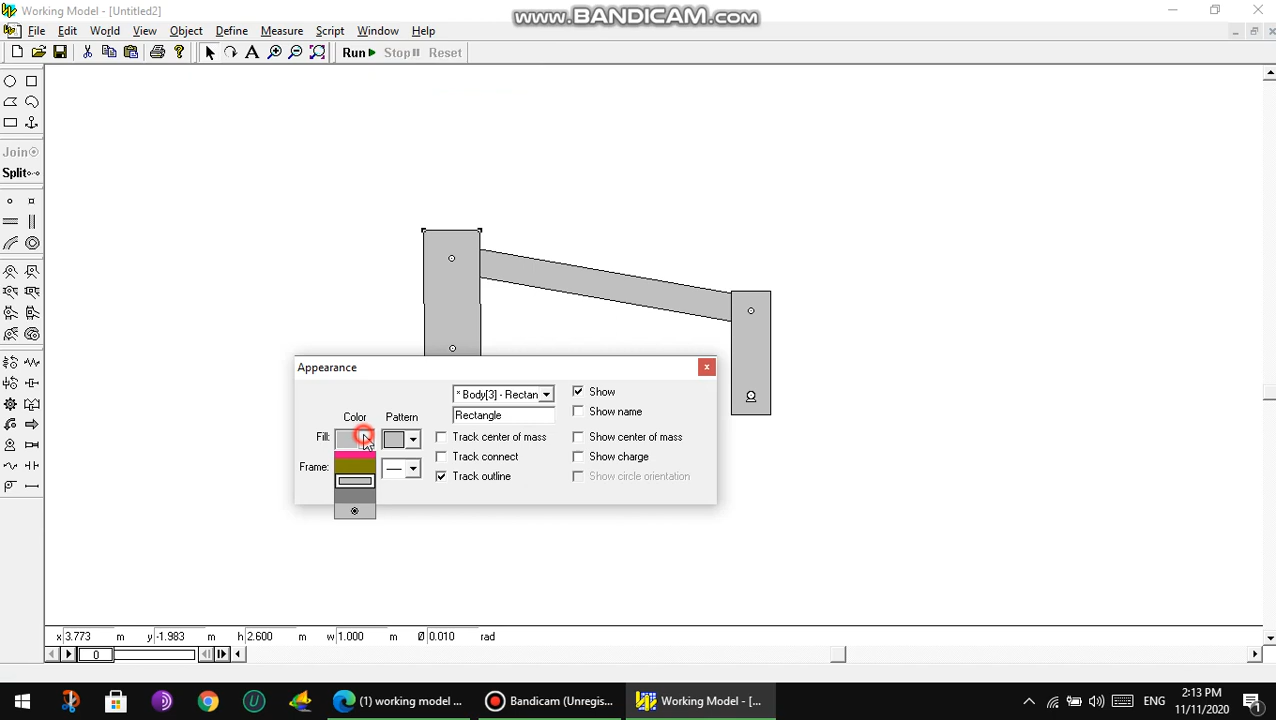 Working Model - [Untitled2]
www.BANDICAM.com
File Edit World View Object Define Measure Script Window Help
Run Stop Reset
Join
Split
Appearance
Color Pattern
* Body[3] - Rectan
Show
Rectangle
Show name
Fill:
Track center of mass
Show center of mass
Track connect
Show charge
Frame:
Track outline
Show circle orientation
x 3.773 m y -1.983 m h 2.600 m w 1.000 m Ø 0.010 rad
0
(1) working model ...
Bandicam (Unregis...
Working Model - [...
ENG
2:13 PM
11/11/2020
1